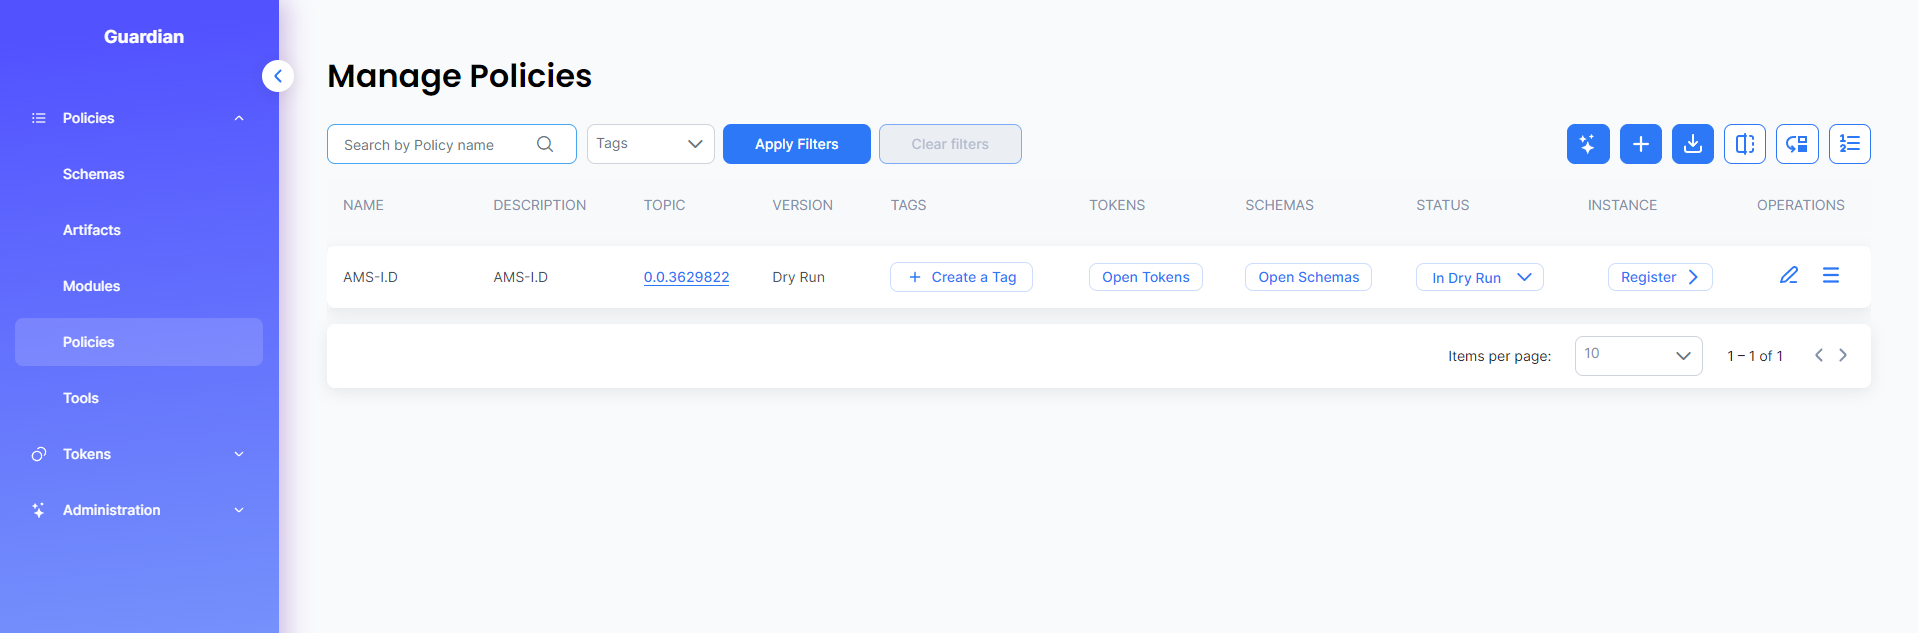 Guardian
Policies
Schemas
Artifacts
Modules
Policies
Tools
Tokens
Administration
Manage Policies
Search by Policy name Tags Apply Filters Clear filters
NAME DESCRIPTION TOPIC VERSION TAGS TOKENS SCHEMAS STATUS INSTANCE OPERATIONS
AMS-I.D AMS-I.D 0.0.3629822 Dry Run + Create a Tag Open Tokens Open Schemas In Dry Run Register
Items per page: 10 1 – 1 of 1